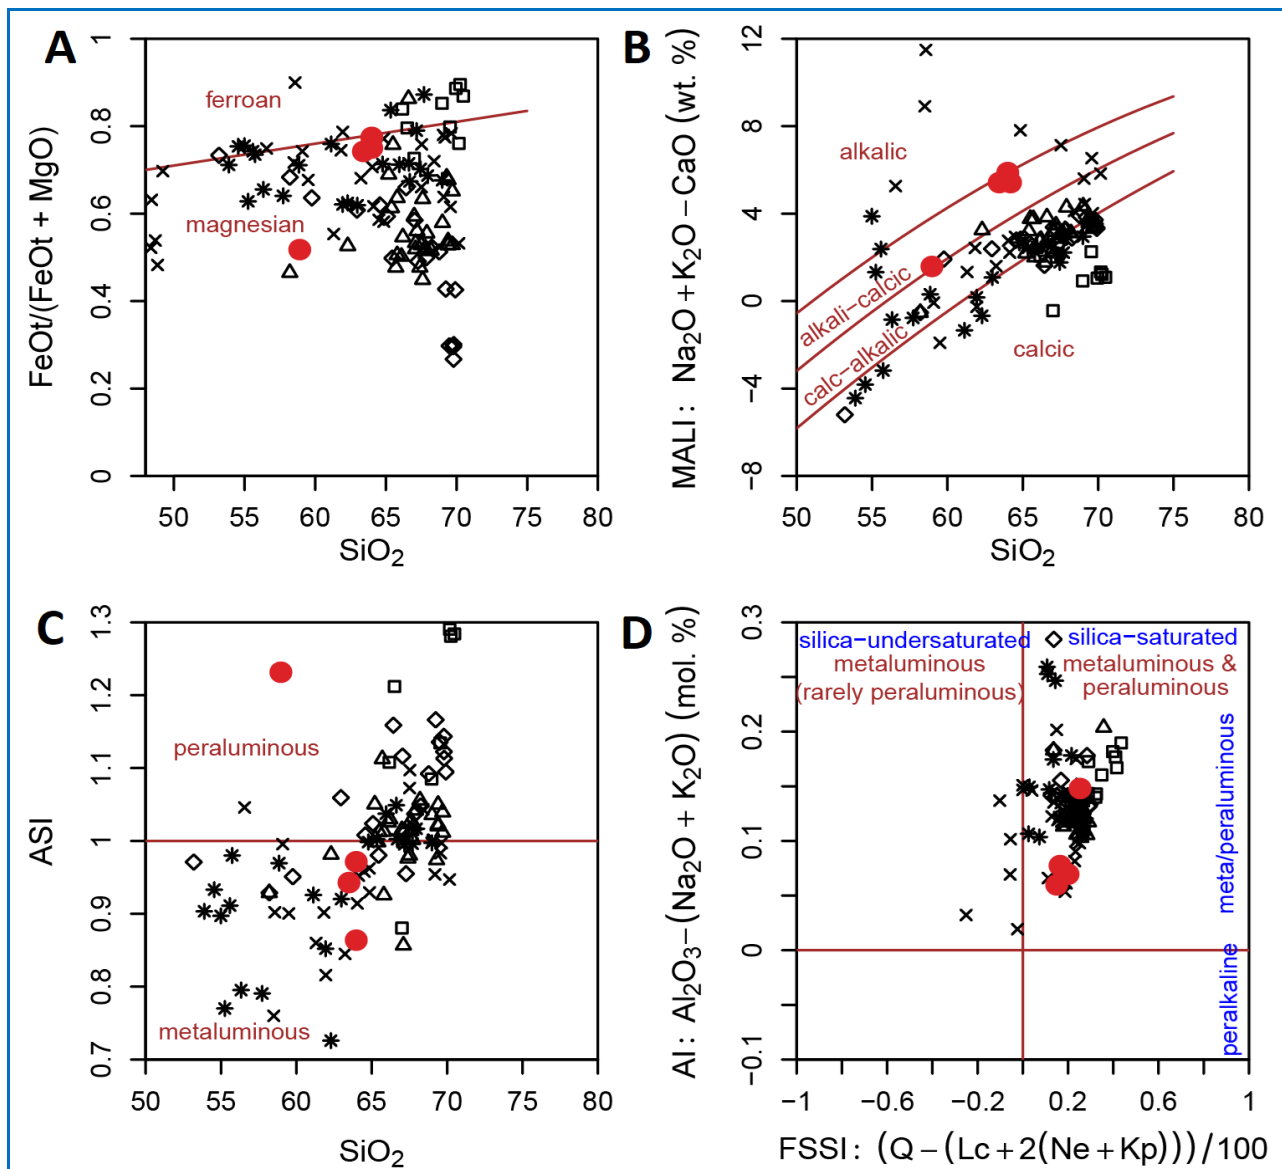 A
FeOt/(FeOt + MgO)
1
0.8
0.6
0.4
0.2
0
ferroan
magnesian
50 55 60 65 70 75 80
SiO₂
B
MALI: Na₂O + K₂O − CaO (wt. %)
12
8
4
0
−4
−8
alkalic
alkali−calcic
calc−alkalic
calcic
50 55 60 65 70 75 80
SiO₂
C
ASI
1.3
1.2
1.1
1
0.9
0.8
0.7
peraluminous
metaluminous
50 55 60 65 70 75 80
SiO₂
D
AI: Al₂O₃−(Na₂O + K₂O) (mol. %)
0.3
0.2
0.1
0
−0.1
silica−undersaturated
metaluminous
(rarely peraluminous)
silica−saturated
metaluminous &
peraluminous
meta/peraluminous
peralkaline
−1 −0.6 −0.2 0.2 0.6 1
FSSI: (Q−(Lc+2(Ne+Kp)))/100